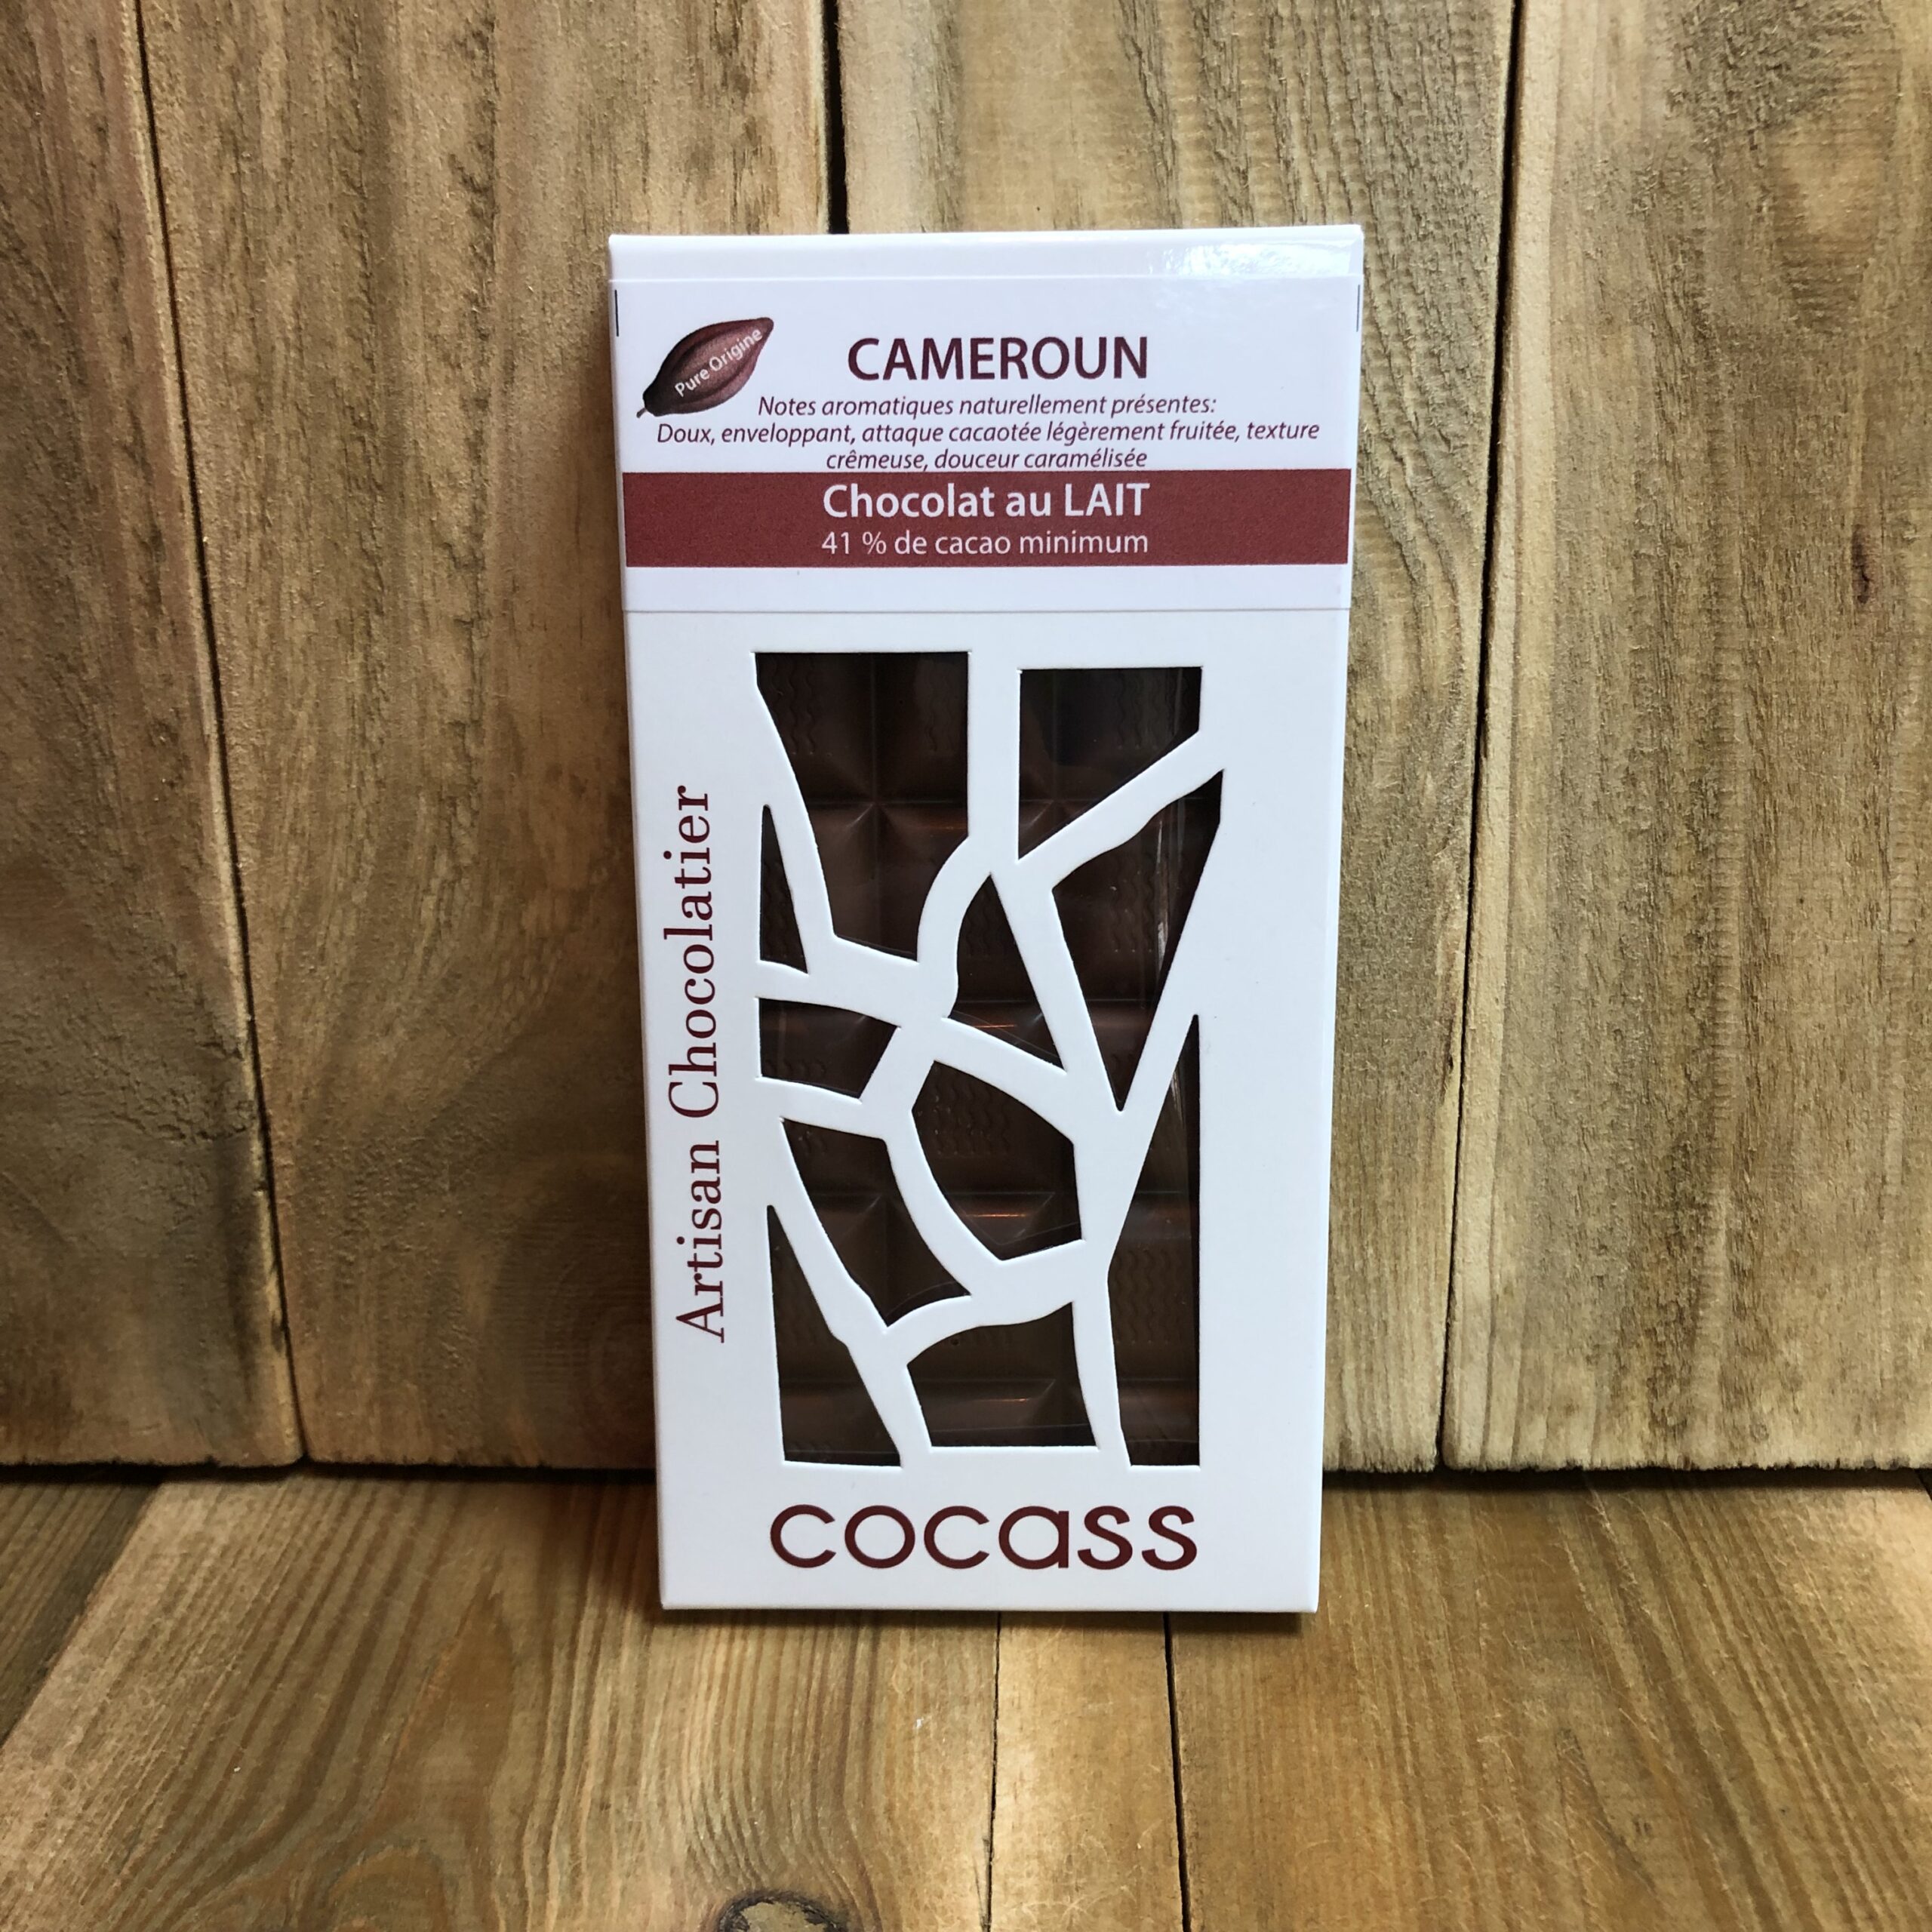 Pure Origine
CAMEROUN
Notes aromatiques naturellement présentes:
Doux, enveloppant, attaque cacaotée légèrement fruitée, texture
crêmeuse, douceur caramélisée
Chocolat au LAIT
41 % de cacao minimum
Artisan Chocolatier
cocass